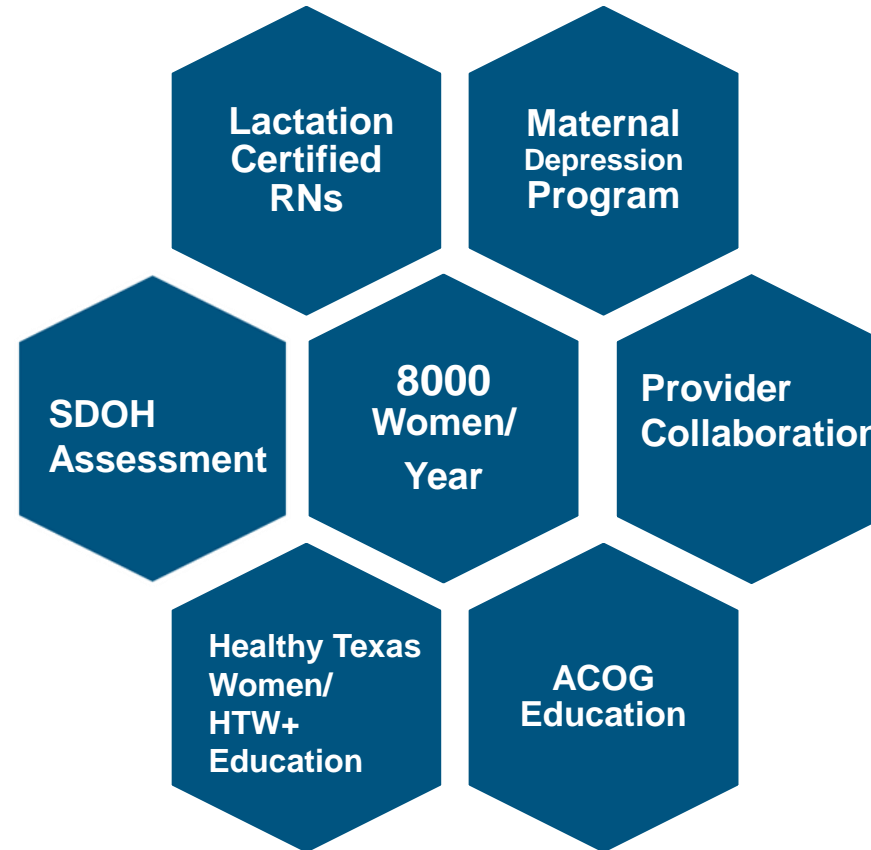 Lactation
Certified
RNs
Maternal
Depression
Program
SDOH
Assessment
8000
Women/
Year
Provider
Collaboration
Healthy Texas
Women/
HTW+
Education
ACOG
Education